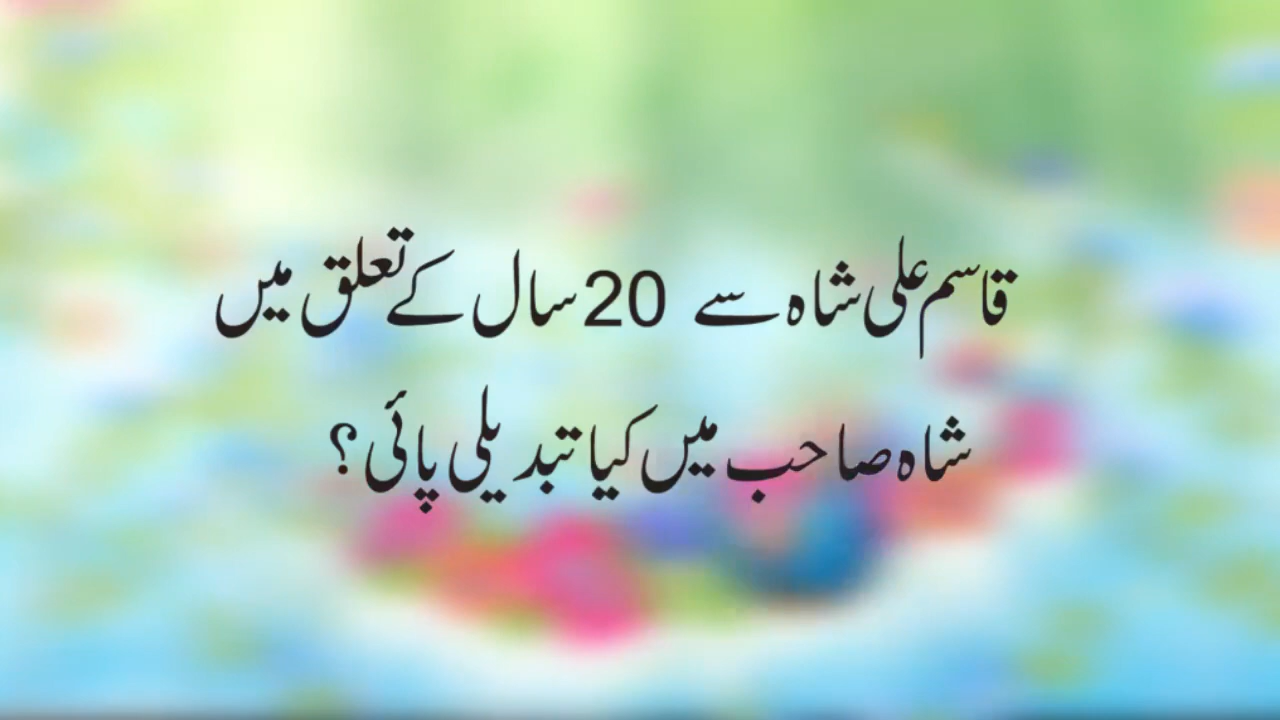 قاسم علی شاہ سے 20 سال کے تعلق میں
شاہ صاحب میں کیا تبدیلی پائی؟